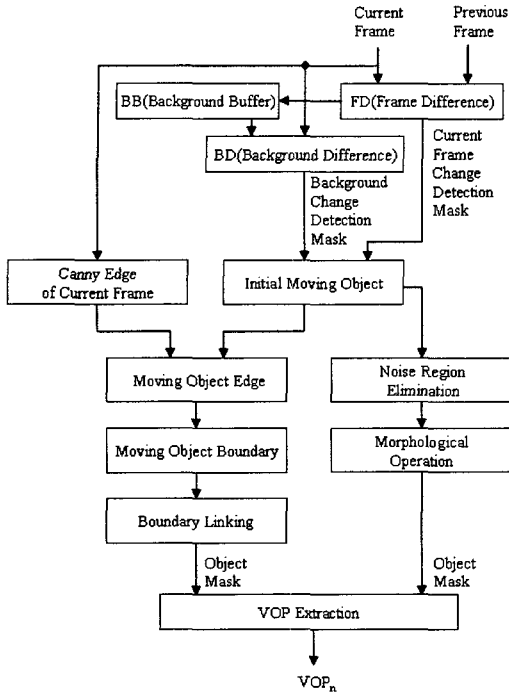 Current
Frame
Previous
Frame
BB(Background Buffer)
FD(Frame Difference)
BD(Background Difference)
Current
Frame
Change
Detection
Mask
Background
Change
Detection
Mask
Canny Edge
of Current Frame
Initial Moving Object
Moving Object Edge
Noise Region
Elimination
Moving Object Boundary
Morphological
Operation
Boundary Linking
Object
Mask
Object
Mask
VOP Extraction
VOPn